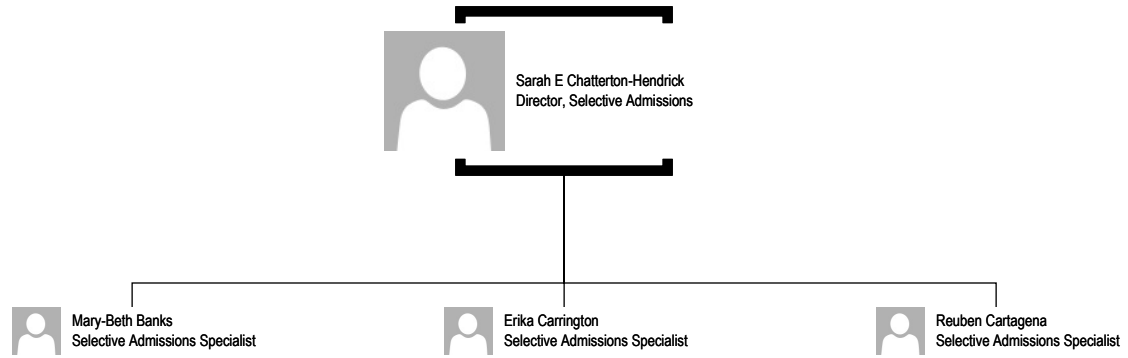 Sarah E Chatterton-Hendrick
Director, Selective Admissions
Mary-Beth Banks
Selective Admissions Specialist
Erika Carrington
Selective Admissions Specialist
Reuben Cartagena
Selective Admissions Specialist